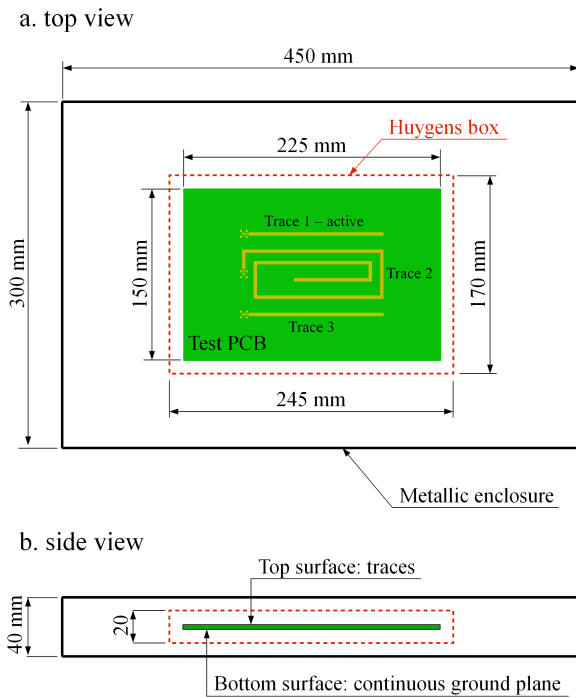 a. top view
450 mm
Huygens box
225 mm
Trace 1 – active
300 mm
150 mm
170 mm
Trace 2
Trace 3
Test PCB
245 mm
Metallic enclosure
b. side view
Top surface: traces
40 mm
20
Bottom surface: continuous ground plane